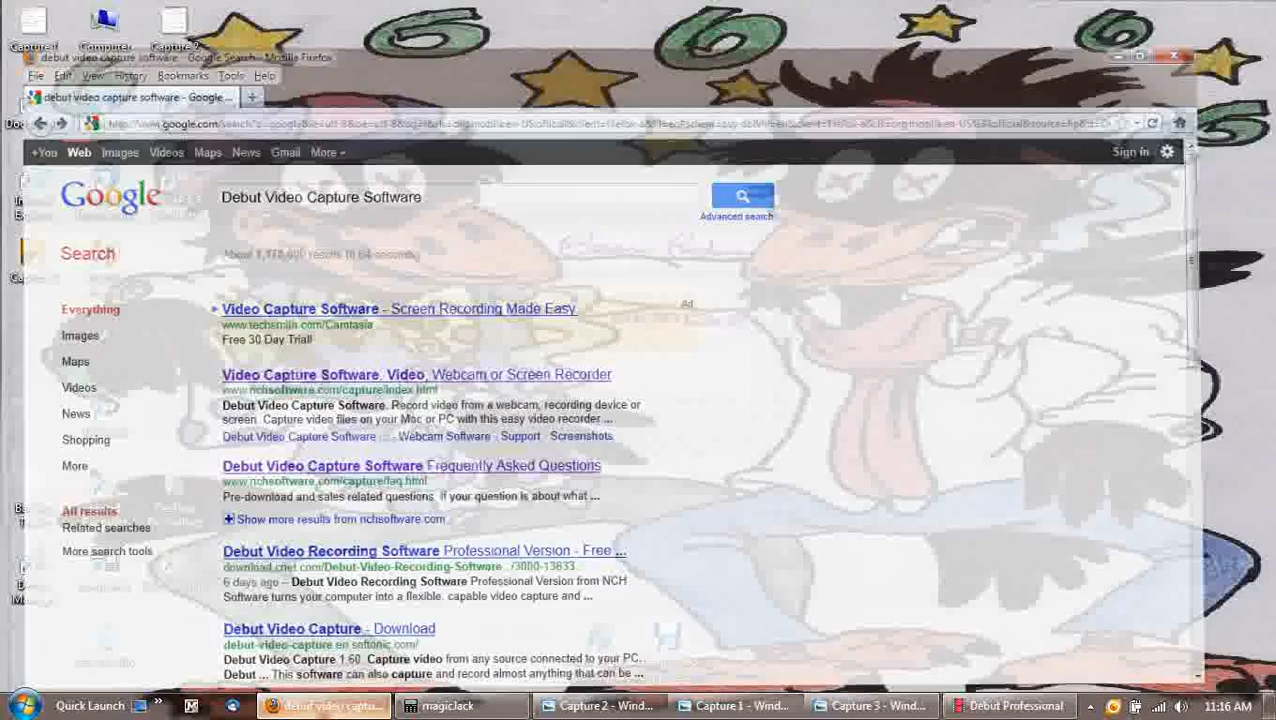 Capture 1 Computer Capture 2
debut video capture software - Google Search - Mozilla Firefox
File Edit View History Bookmarks Tools Help
debut video capture software - Google ... +
+You Web Images Videos Maps News Gmail More Sign in
Google Debut Video Capture Software
Advanced search
Search
Everything
Images
Maps
Videos
News
Shopping
More
All results
Related searches
More search tools
Video Capture Software - Screen Recording Made Easy Ad
www.techsmith.com/Camtasia
Free 30 Day Trial!
Video Capture Software. Video, Webcam or Screen Recorder
www.nchsoftware.com/capture/index.html
Debut Video Capture Software. Record video from a webcam, recording device or
screen. Capture video files on your Mac or PC with this easy video recorder ...
Debut Video Capture Software ... - Webcam Software - Support - Screenshots
Debut Video Capture Software Frequently Asked Questions
www.nchsoftware.com/capture/faq.html
Pre-download and sales related questions. If your question is about what ...
Show more results from nchsoftware.com
Debut Video Recording Software Professional Version - Free ...
download.cnet.com/Debut-Video-Recording-Software.../3000-13633
6 days ago – Debut Video Recording Software Professional Version from NCH
Software turns your computer into a flexible, capable video capture and ...
Debut Video Capture - Download
debut-video-capture.en.softonic.com/
Debut Video Capture 1.60. Capture video from any source connected to your PC.
Debut ... This software can also capture and record almost anything that can be ...
Quick Launch » debut video captu... magicJack Capture 2 - Wind... Capture 1 - Wind... Capture 3 - Wind... Debut Professional 11:16 AM